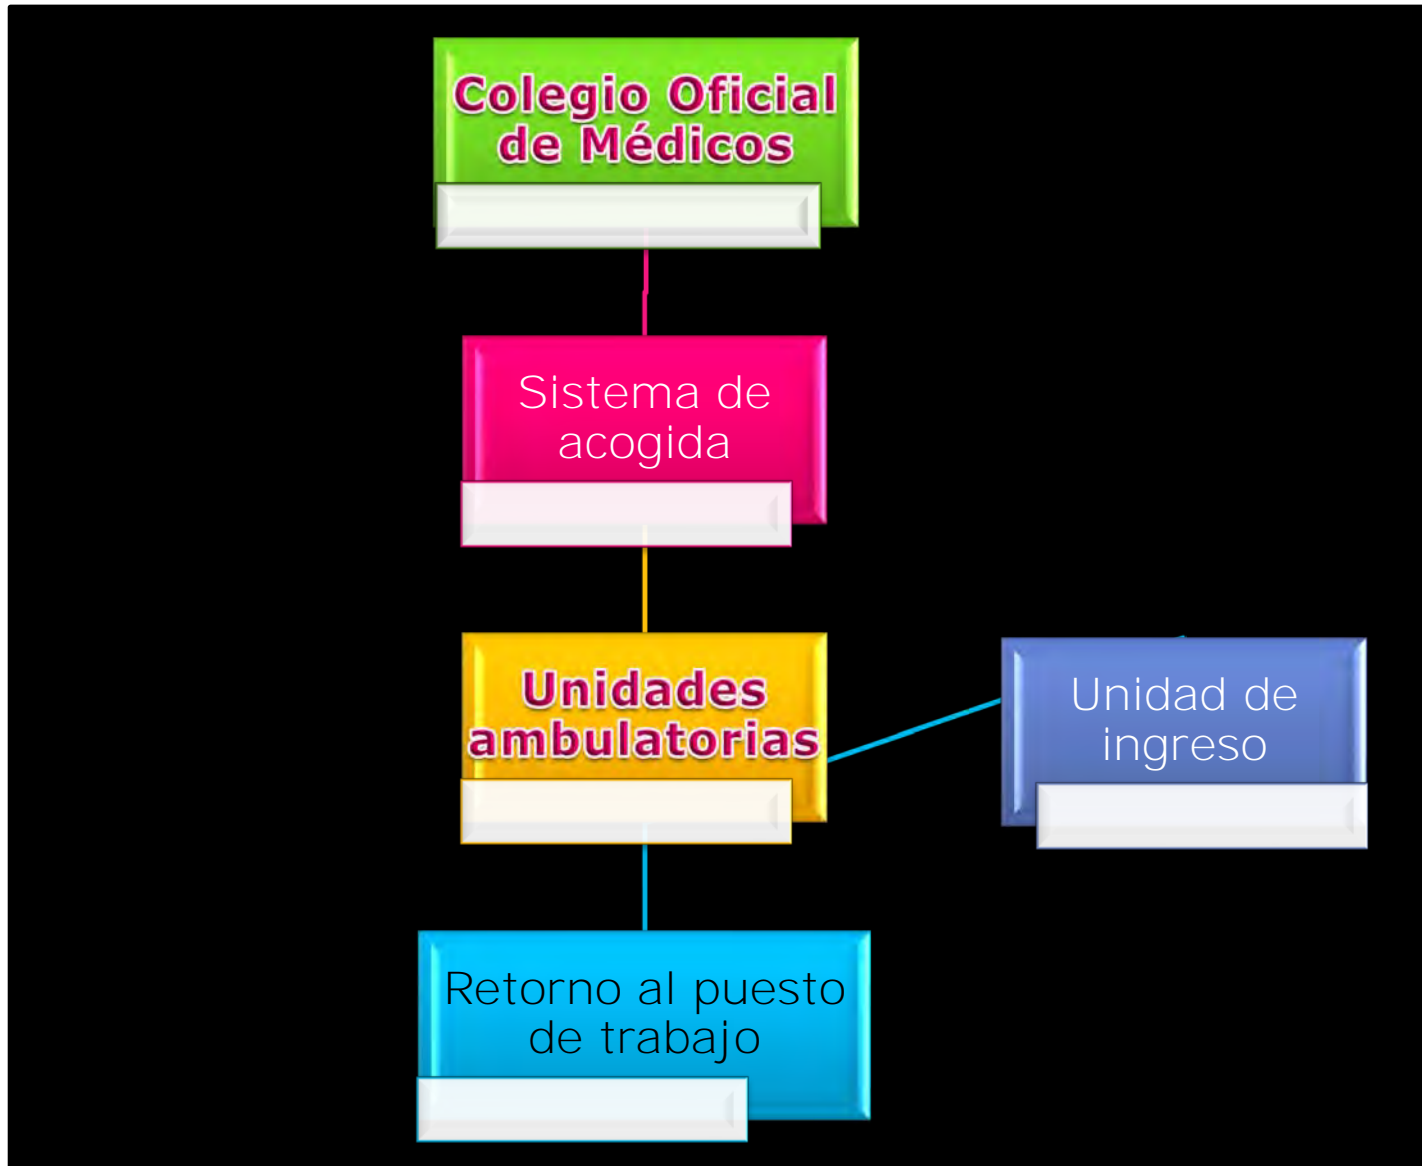 Colegio Oficial
de Médicos
Sistema de
acogida
Unidades
ambulatorias
Unidad de
ingreso
Retorno al puesto
de trabajo